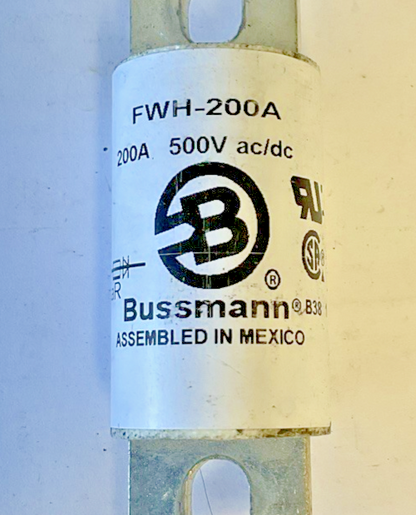 FWH-200A
200A 500V ac/dc
B
®
Bussmann® B38
ASSEMBLED IN MEXICO